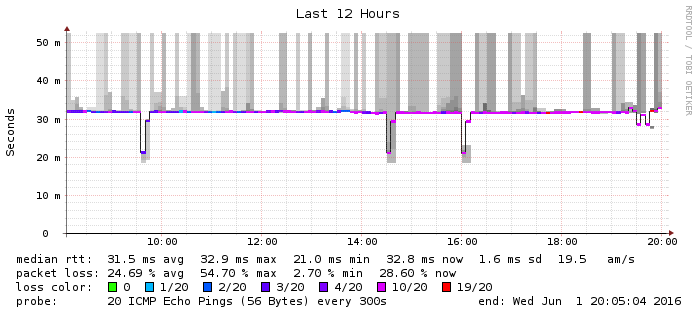 Last 12 Hours
RRDTOOL / TOBI OETIKER
Seconds
50 m
40 m
30 m
20 m
10 m
0
10:00 12:00 14:00 16:00 18:00 20:00
median rtt: 31.5 ms avg 32.9 ms max 21.0 ms min 32.8 ms now 1.6 ms sd 19.5 am/s
packet loss: 24.69 % avg 54.70 % max 2.70 % min 28.60 % now
loss color: 0 1/20 2/20 3/20 4/20 10/20 19/20
probe: 20 ICMP Echo Pings (56 Bytes) every 300s end: Wed Jun 1 20:05:04 2016